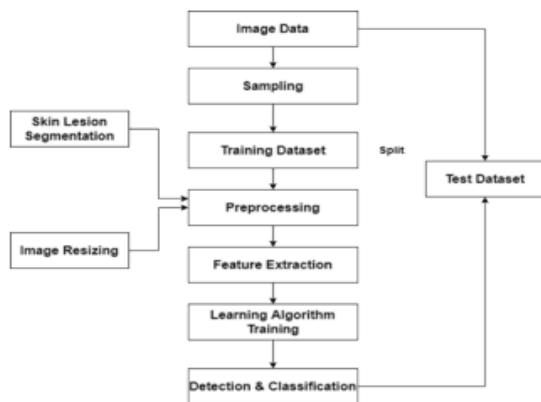 Image Data
Sampling
Skin Lesion
Segmentation
Training Dataset
Split
Test Dataset
Preprocessing
Image Resizing
Feature Extraction
Learning Algorithm
Training
Detection & Classification